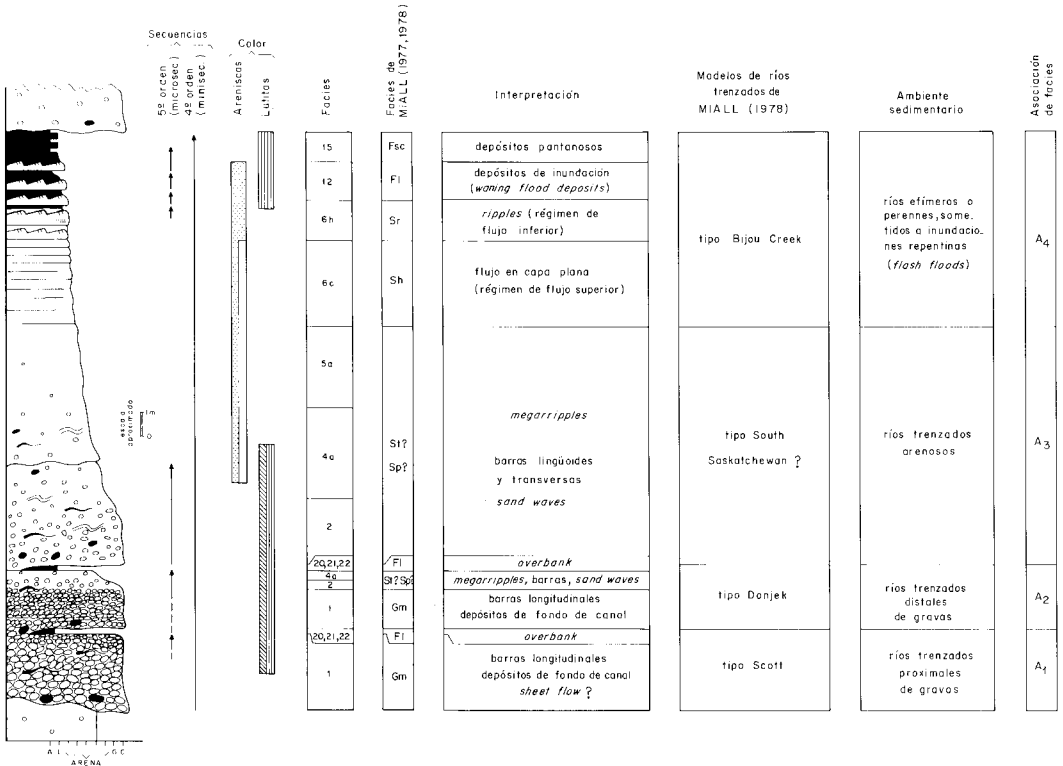 Secuencias
5º orden
(microsec.)
4º orden
(minisec.)
Color
Areniscas
Lutitas
Facies
Facies de
MIALL (1977, 1978)
Interpretación
Modelos de ríos
trenzados de
MIALL (1978)
Ambiente
sedimentario
Asociación
de facies
15
Fsc
depósitos pantanosos
12
Fl
depósitos de inundación
(waning flood deposits)
6h
Sr
ripples (régimen de
flujo inferior)
6c
Sh
flujo en capa plana
(régimen de flujo superior)
tipo Bijou Creek
ríos efímeros o
perennes, some_
tidos a inundacio_
nes repentinas
(flash floods)
A4
5a
4a
2
St?
Sp?
megarripples
barras lingüoides
y transversas
sand waves
tipo South
Saskatchewan ?
ríos trenzados
arenosos
A3
escala
aproximada
1m
0
20,21,22
Fl
overbank
4a
2
St? Sp?
megarripples, barras, sand waves
1
Gm
barras longitudinales
depósitos de fondo de canal
tipo Donjek
ríos trenzados
distales
de gravas
A2
20,21,22
Fl
overbank
1
Gm
barras longitudinales
depósitos de fondo de canal
sheet flow ?
tipo Scott
ríos trenzados
proximales
de gravas
A1
A L
G C
ARENA